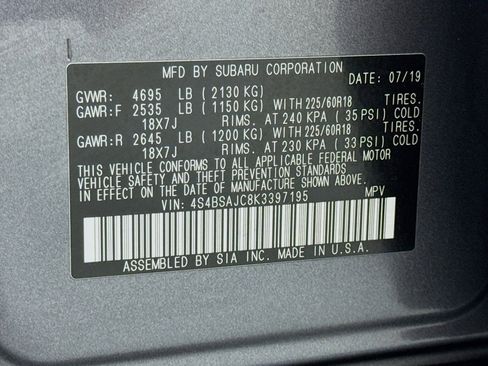 MFD BY SUBARU CORPORATION
DATE: 07/19
GVWR: 4695 LB (2130 KG)
GAWR:F 2535 LB (1150 KG) WITH 225/60R18 TIRES.
18X7J RIMS. AT 240 KPA (35 PSI) COLD
GAWR:R 2645 LB (1200 KG) WITH 225/60R18 TIRES.
18X7J RIMS. AT 230 KPA (33 PSI) COLD
THIS VEHICLE CONFORMS TO ALL APPLICABLE FEDERAL MOTOR
VEHICLE SAFETY AND THEFT PREVENTION STANDARDS
IN EFFECT ON THE DATE OF MANUFACTURE SHOWN ABOVE.
VIN: 4S4BSAJC8K3397195 MPV
ASSEMBLED BY SIA INC. MADE IN U.S.A.